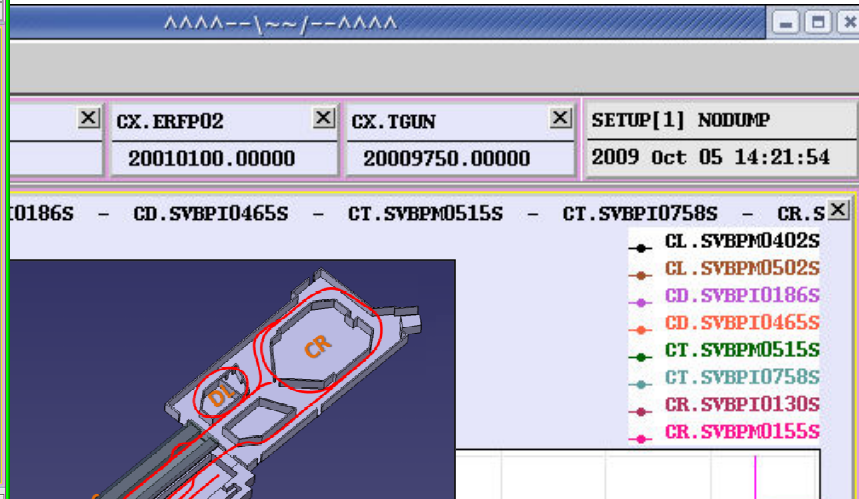 ^^^^--\~~/--^^^^
CX.ERFP02
20010100.00000
CX.TGUN
20009750.00000
SETUP[1] NODUMP
2009 Oct 05 14:21:54
I0186S - CD.SVBPI0465S - CT.SVBPM0515S - CT.SVBPI0758S - CR.S
CL.SVBPM0402S
CL.SVBPM0502S
CD.SVBPI0186S
CD.SVBPI0465S
CT.SVBPM0515S
CT.SVBPI0758S
CR.SVBPI0130S
CR.SVBPM0155S
CR
DL